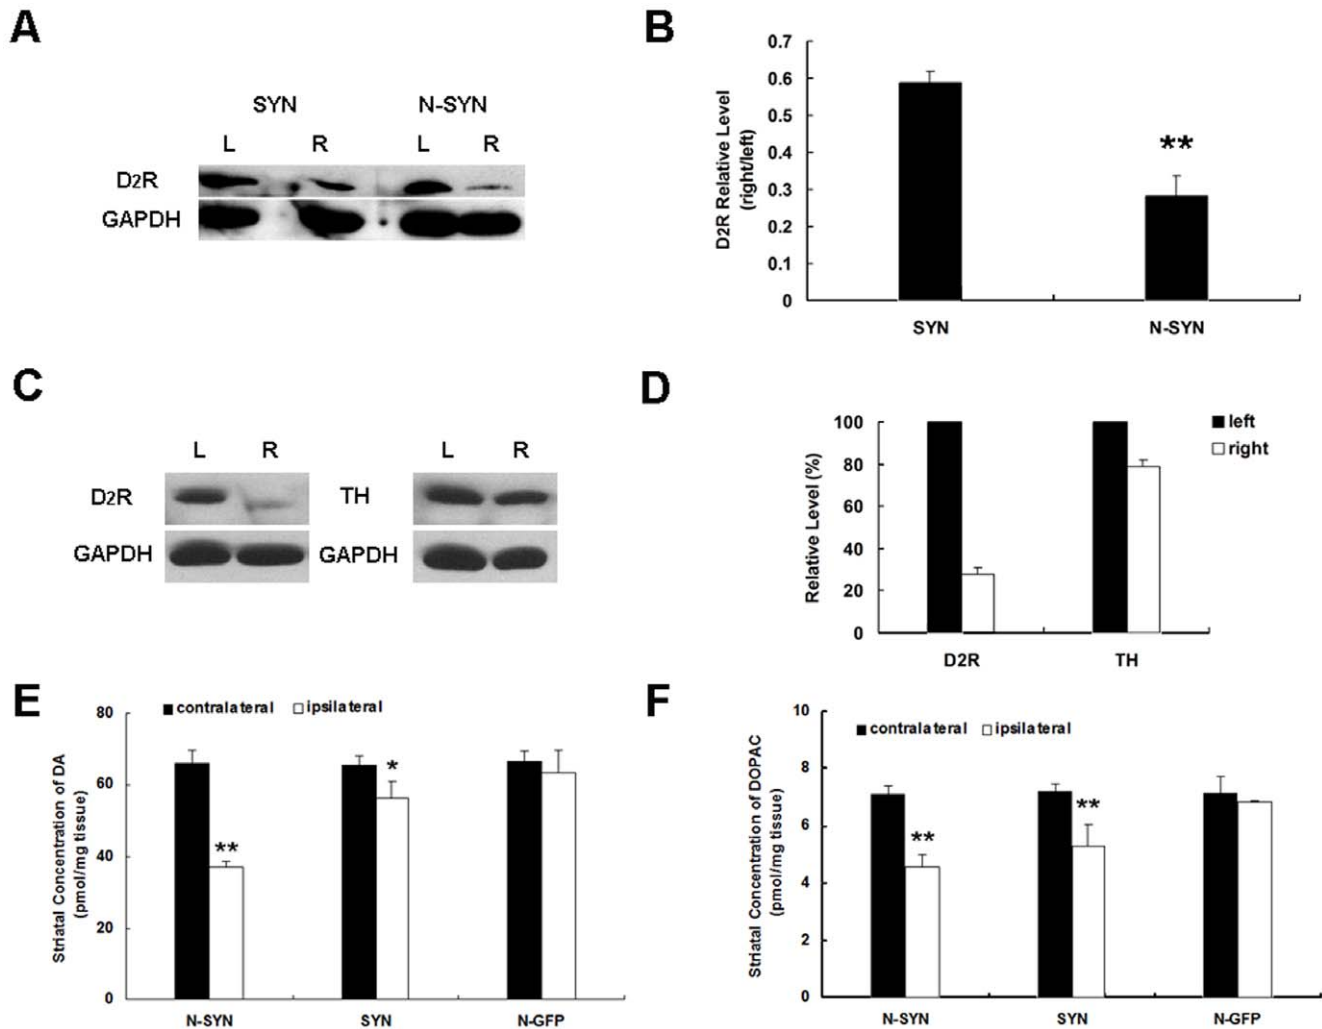 A
SYN N-SYN
L R L R
D2R
GAPDH
B
D2R Relative Level
(right/left)
0.7
0.6
0.5
0.4
0.3
0.2
0.1
0
**
SYN N-SYN
C
L R L R
D2R TH
GAPDH GAPDH
D
Relative Level (%)
100
80
60
40
20
0
left
right
D2R TH
E
Striatal Concentration of DA
(pmol/mg tissue)
80
60
40
20
0
contralateral ipsilateral
**
*
N-SYN SYN N-GFP
F
Striatal Concentration of DOPAC
(pmol/mg tissue)
10
8
6
4
2
0
contralateral ipsilateral
**
**
N-SYN SYN N-GFP